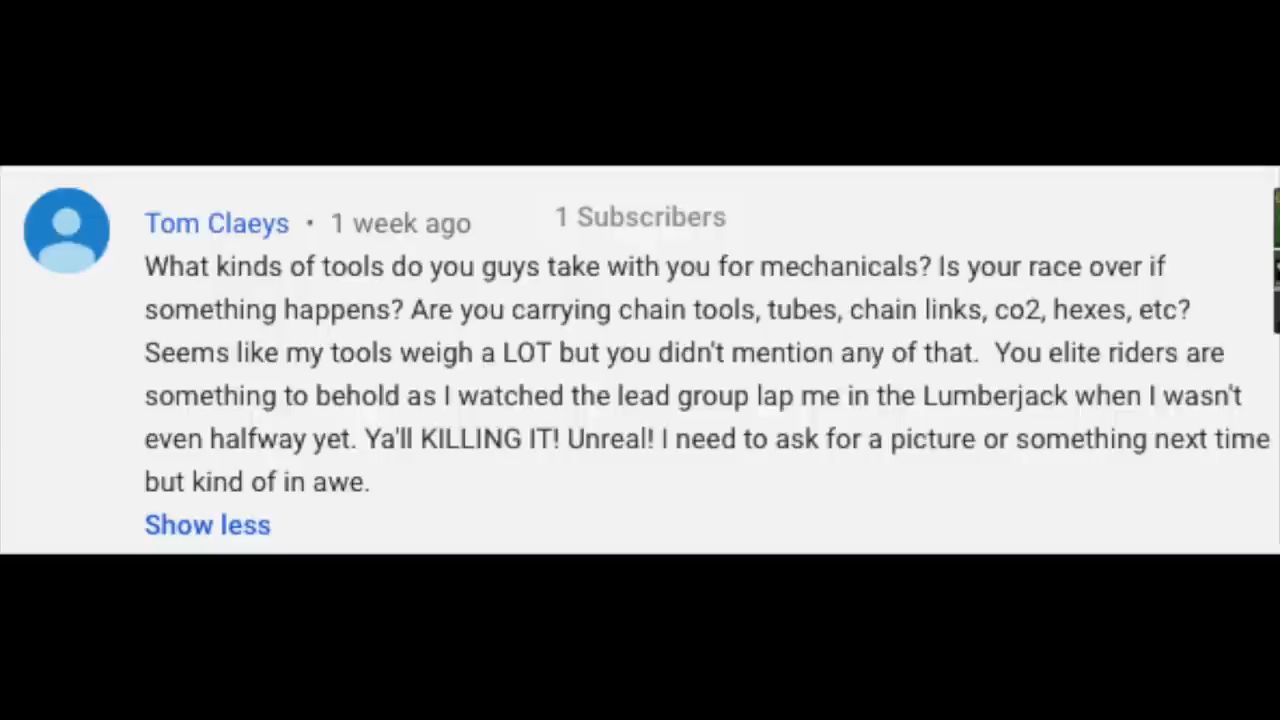 Tom Claeys • 1 week ago 1 Subscribers
What kinds of tools do you guys take with you for mechanicals? Is your race over if
something happens? Are you carrying chain tools, tubes, chain links, co2, hexes, etc?
Seems like my tools weigh a LOT but you didn't mention any of that.  You elite riders are
something to behold as I watched the lead group lap me in the Lumberjack when I wasn't
even halfway yet. Ya'll KILLING IT! Unreal! I need to ask for a picture or something next time
but kind of in awe.
Show less